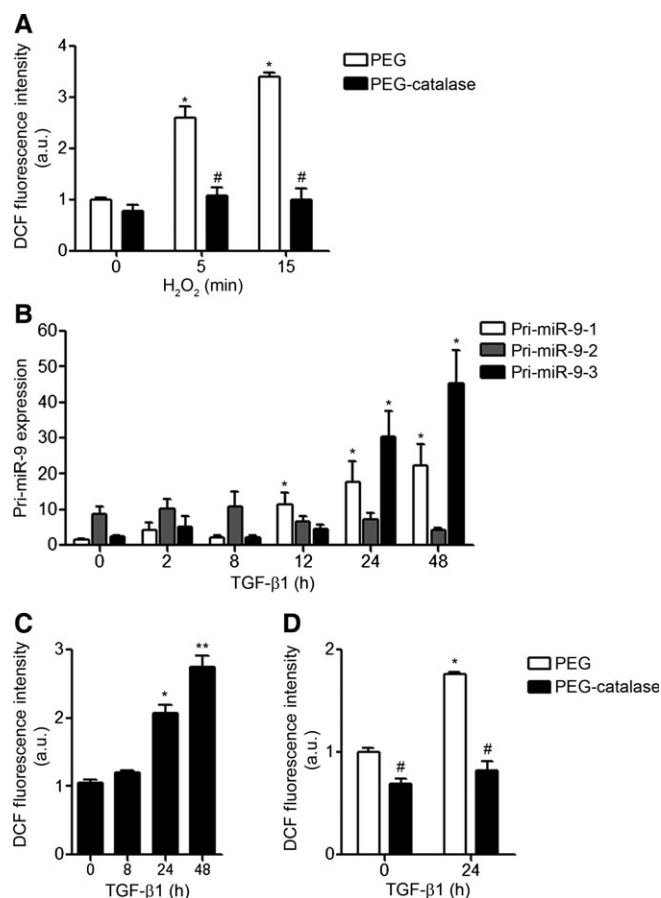 A
DCF fluorescence intensity
(a.u.)
4
3
2
1
0
*
*
#
#
0 5 15
H₂O₂ (min)
PEG
PEG-catalase
B
Pri-miR-9 expression
60
50
40
30
20
10
0
*
*
*
*
*
0 2 8 12 24 48
TGF-β1 (h)
Pri-miR-9-1
Pri-miR-9-2
Pri-miR-9-3
C
DCF fluorescence intensity
(a.u.)
3
2
1
0
*
**
0 8 24 48
TGF-β1 (h)
D
DCF fluorescence intensity
(a.u.)
2
1
0
#
*
#
0 24
TGF-β1 (h)
PEG
PEG-catalase